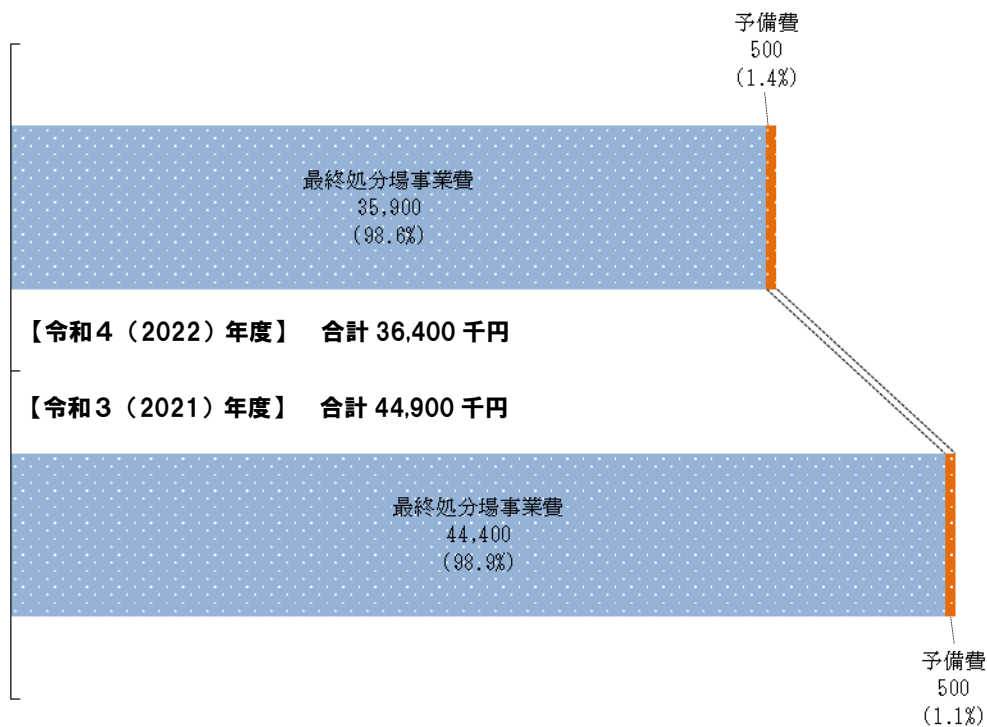 予備費
500
(1.4%)
最終処分場事業費
35,900
(98.6%)
【令和４（2022）年度】　合計 36,400 千円
【令和３（2021）年度】　合計 44,900 千円
最終処分場事業費
44,400
(98.9%)
予備費
500
(1.1%)